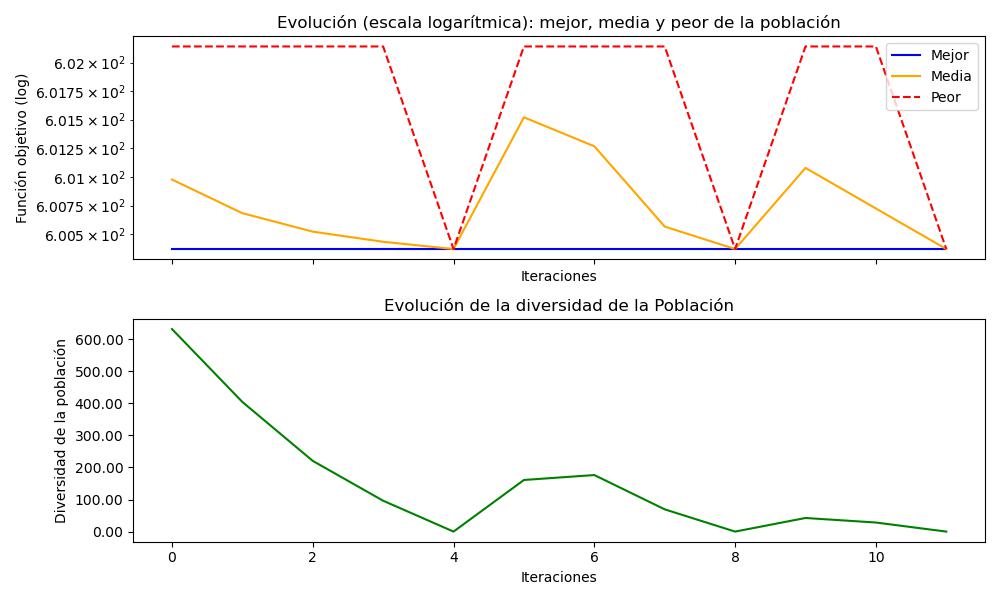 Evolución (escala logarítmica): mejor, media y peor de la población
Función objetivo (log)
6.02 × 10²
6.0175 × 10²
6.015 × 10²
6.0125 × 10²
6.01 × 10²
6.0075 × 10²
6.005 × 10²
Mejor
Media
Peor
Iteraciones
Evolución de la diversidad de la Población
Diversidad de la población
600.00
500.00
400.00
300.00
200.00
100.00
0.00
0 2 4 6 8 10
Iteraciones